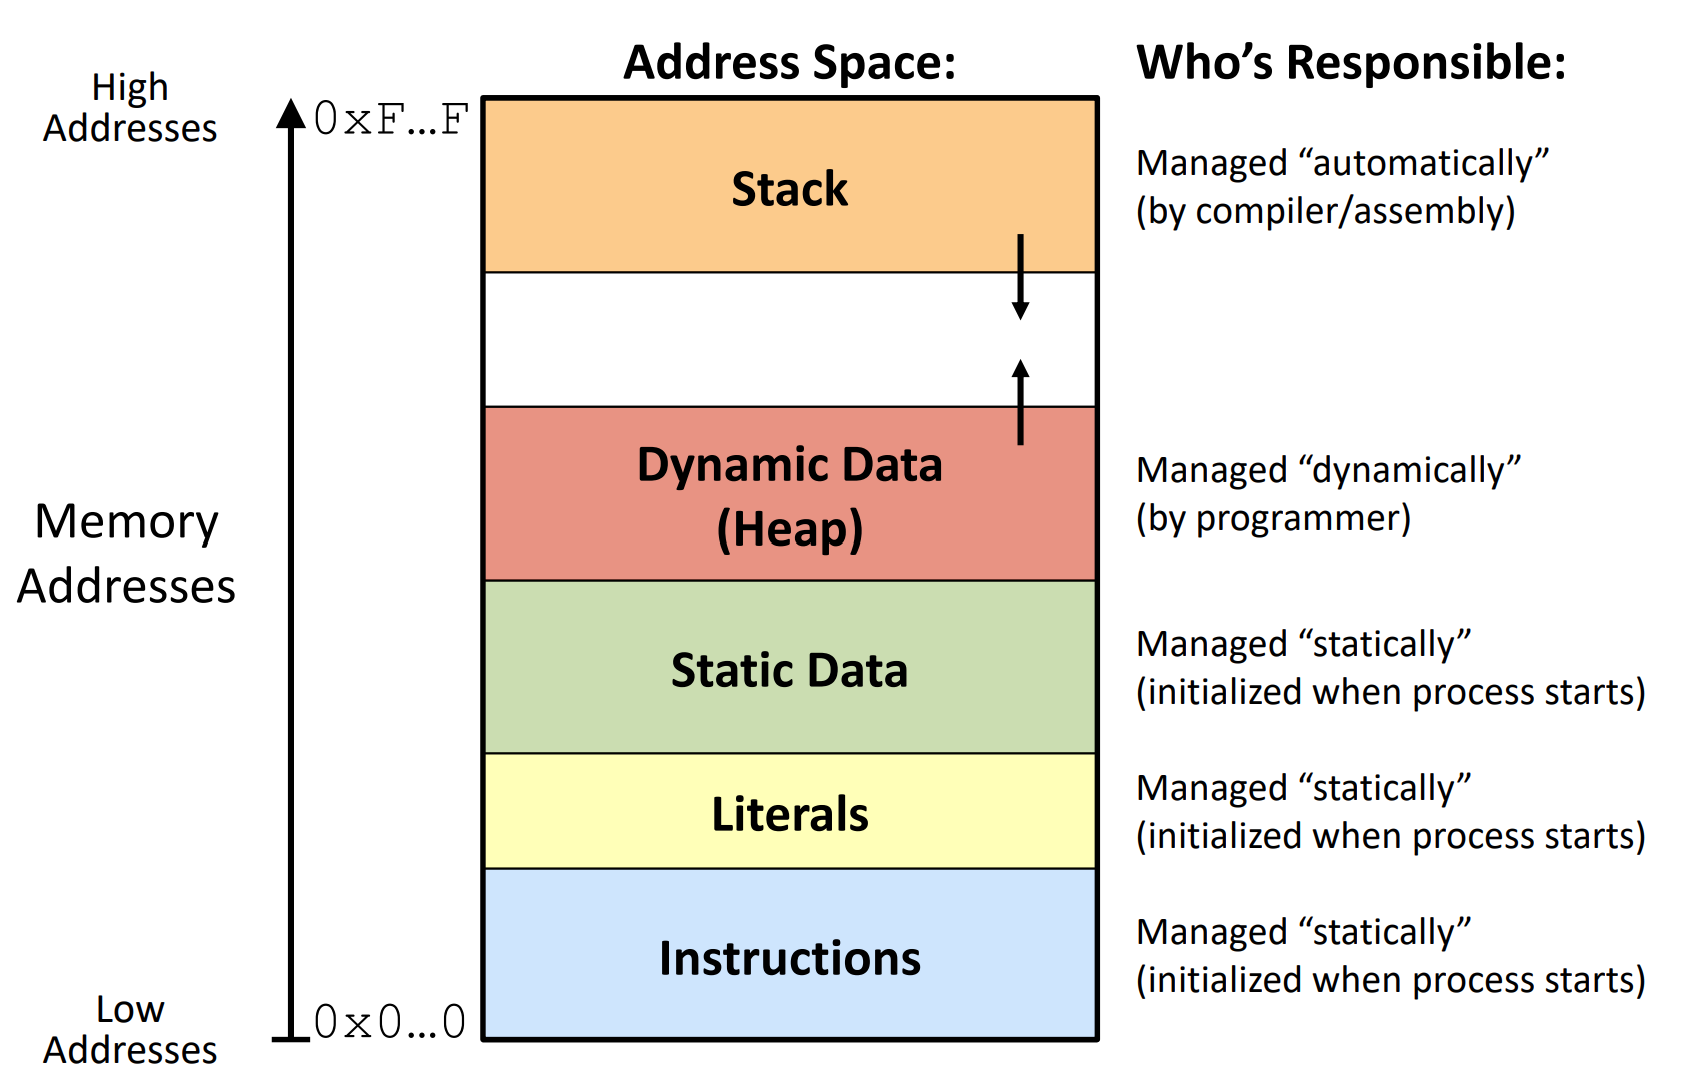 Address Space:
Who’s Responsible:
High
Addresses
0xF…F
Stack
Managed “automatically”
(by compiler/assembly)
Memory
Addresses
Dynamic Data
(Heap)
Managed “dynamically”
(by programmer)
Static Data
Managed “statically”
(initialized when process starts)
Literals
Managed “statically”
(initialized when process starts)
Instructions
Managed “statically”
(initialized when process starts)
Low
Addresses
0x0…0